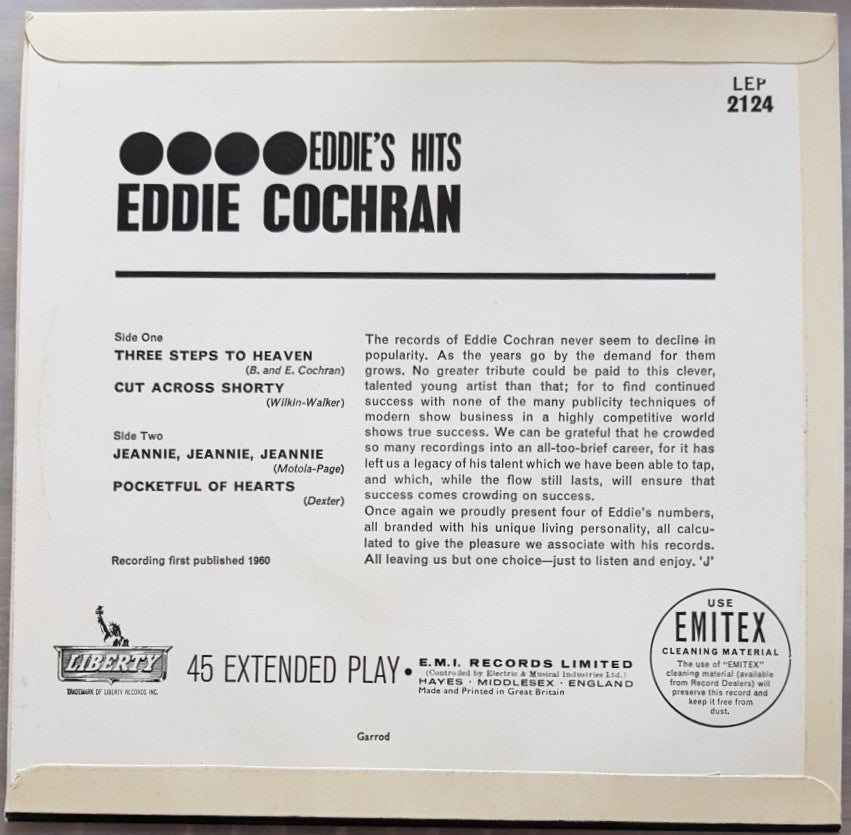 LEP
2124
EDDIE'S HITS
EDDIE COCHRAN
Side One
THREE STEPS TO HEAVEN
(B. and E. Cochran)
CUT ACROSS SHORTY
(Wilkin-Walker)
Side Two
JEANNIE, JEANNIE, JEANNIE
(Motola-Page)
POCKETFUL OF HEARTS
(Dexter)
Recording first published 1960
The records of Eddie Cochran never seem to decline in
popularity. As the years go by the demand for them
grows. No greater tribute could be paid to this clever,
talented young artist than that; for to find continued
success with none of the many publicity techniques of
modern show business in a highly competitive world
shows true success. We can be grateful that he crowded
so many recordings into an all-too-brief career, for it has
left us a legacy of his talent which we have been able to tap,
and which, while the flow still lasts, will ensure that
success comes crowding on success.
Once again we proudly present four of Eddie's numbers,
all branded with his unique living personality, all calcu-
lated to give the pleasure we associate with his records.
All leaving us but one choice—just to listen and enjoy. 'J'
LIBERTY
TRADEMARK OF LIBERTY RECORDS INC.
45 EXTENDED PLAY •
E.M.I. RECORDS LIMITED
(Controlled by Electric & Musical Industries Ltd.)
HAYES · MIDDLESEX · ENGLAND
Made and Printed in Great Britain
USE
EMITEX
CLEANING MATERIAL
The use of "EMITEX"
cleaning material (available
from Record Dealers) will
preserve this record and
keep it free from
dust.
Garrod